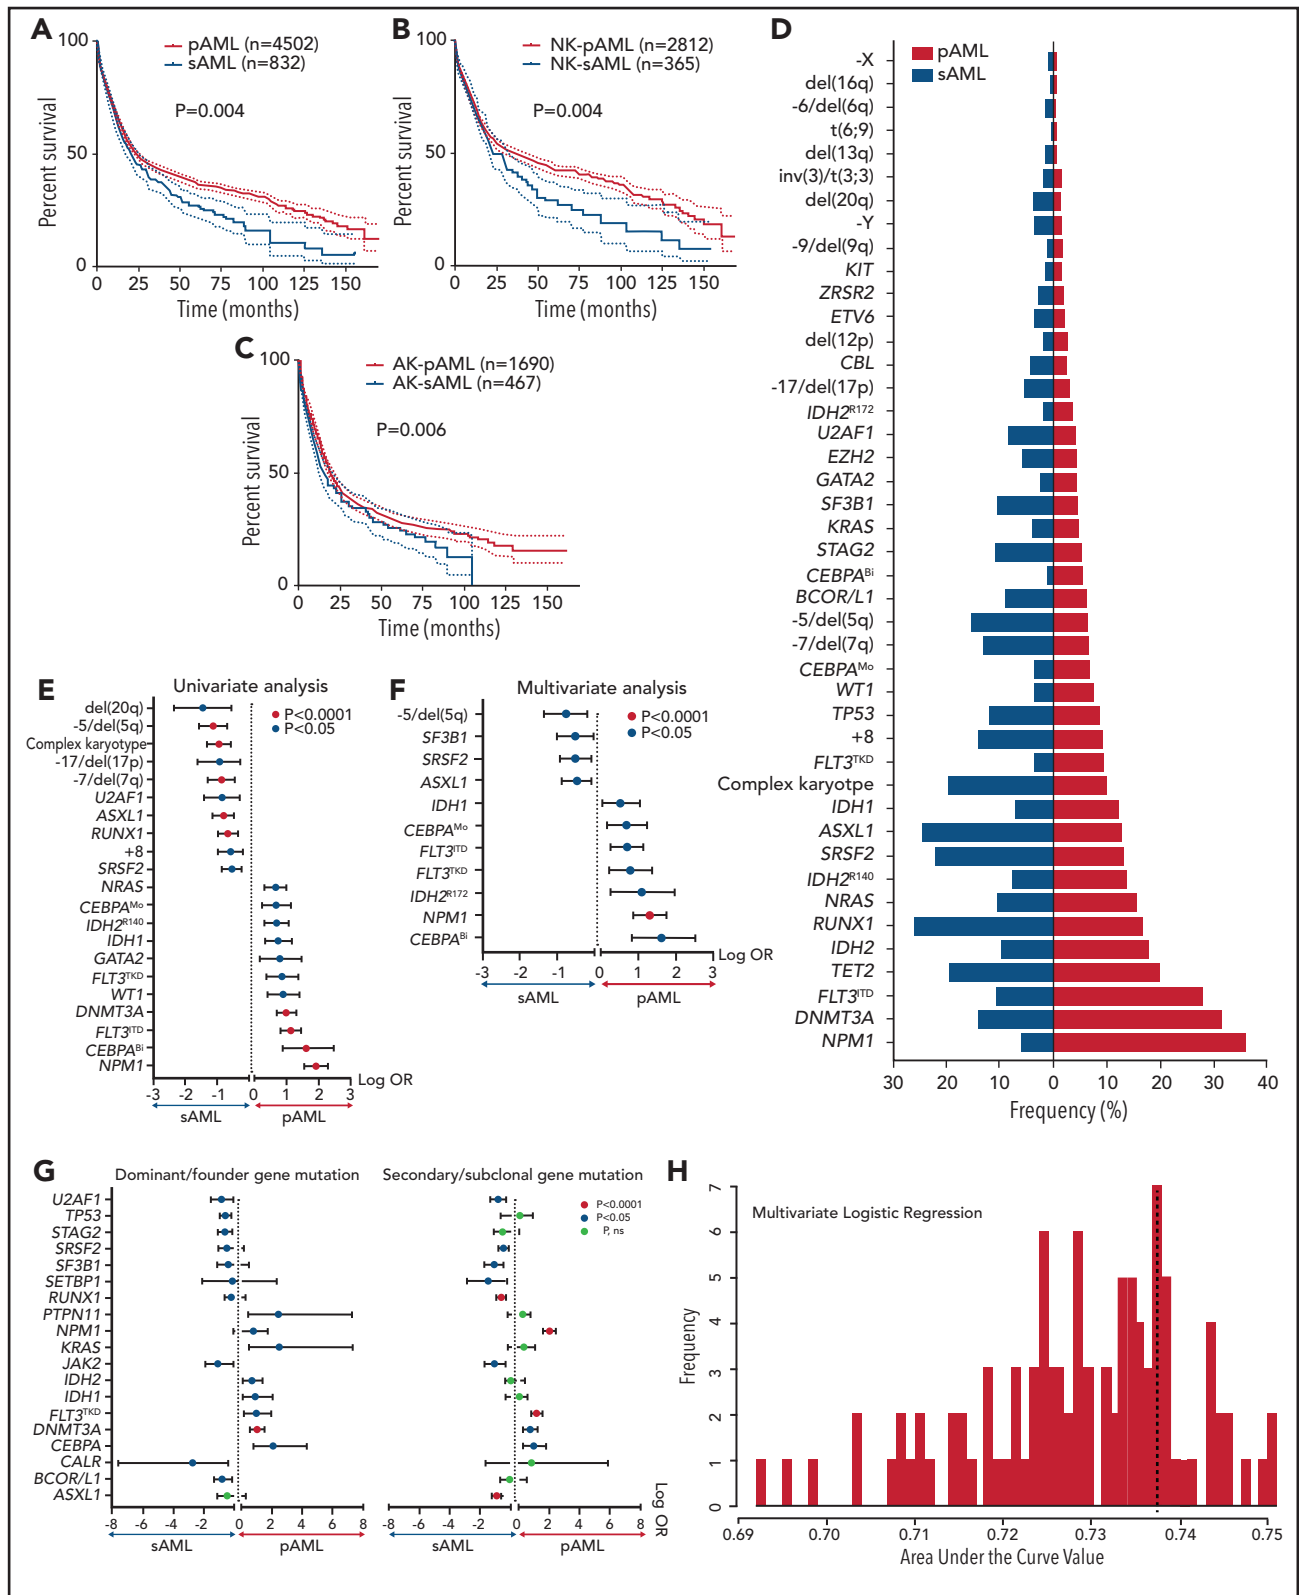 A
100
50
0
Percent survival
pAML (n=4502)
sAML (n=832)
P=0.004
0 25 50 75 100 125 150
Time (months)
B
100
50
0
Percent survival
NK-pAML (n=2812)
NK-sAML (n=365)
P=0.004
0 25 50 75 100 125 150
Time (months)
C
100
50
0
Percent survival
AK-pAML (n=1690)
AK-sAML (n=467)
P=0.006
0 25 50 75 100 125 150
Time (months)
D
pAML
sAML
-X
del(16q)
-6/del(6q)
t(6;9)
del(13q)
inv(3)/t(3;3)
del(20q)
-Y
-9/del(9q)
KIT
ZRSR2
ETV6
del(12p)
CBL
-17/del(17p)
IDH2R172
U2AF1
EZH2
GATA2
SF3B1
KRAS
STAG2
CEBPABi
BCOR/L1
-5/del(5q)
-7/del(7q)
CEBPAMo
WT1
TP53
+8
FLT3TKD
Complex karyotpe
IDH1
ASXL1
SRSF2
IDH2R140
NRAS
RUNX1
IDH2
TET2
FLT3ITD
DNMT3A
NPM1
30 20 10 0 10 20 30 40
Frequency (%)
E
Univariate analysis
P<0.0001
P<0.05
del(20q)
-5/del(5q)
Complex karyotype
-17/del(17p)
-7/del(7q)
U2AF1
ASXL1
RUNX1
+8
SRSF2
NRAS
CEBPAMo
IDH2R140
IDH1
GATA2
FLT3TKD
WT1
DNMT3A
FLT3ITD
CEBPABi
NPM1
-3 -2 -1 0 1 2 3
Log OR
sAML pAML
F
Multivariate analysis
P<0.0001
P<0.05
-5/del(5q)
SF3B1
SRSF2
ASXL1
IDH1
CEBPAMo
FLT3ITD
FLT3TKD
IDH2R172
NPM1
CEBPABi
-3 -2 -1 0 1 2 3
Log OR
sAML pAML
G
Dominant/founder gene mutation
Secondary/subclonal gene mutation
P<0.0001
P<0.05
P, ns
U2AF1
TP53
STAG2
SRSF2
SF3B1
SETBP1
RUNX1
PTPN11
NPM1
KRAS
JAK2
IDH2
IDH1
FLT3TKD
DNMT3A
CEBPA
CALR
BCOR/L1
ASXL1
-8 -6 -4 -2 0 2 4 6 8
sAML pAML
-8 -6 -4 -2 0 2 4 6 8
sAML pAML
Log OR
H
Multivariate Logistic Regression
7
6
5
4
3
2
1
0
Frequency
0.69 0.70 0.71 0.72 0.73 0.74 0.75
Area Under the Curve Value